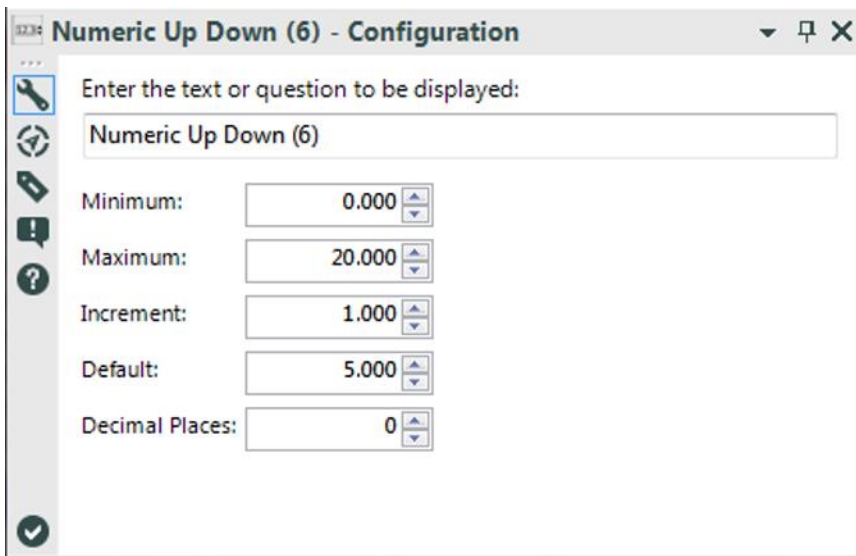 Numeric Up Down (6) - Configuration
Enter the text or question to be displayed:
Numeric Up Down (6)
Minimum: 0.000
Maximum: 20.000
Increment: 1.000
Default: 5.000
Decimal Places: 0